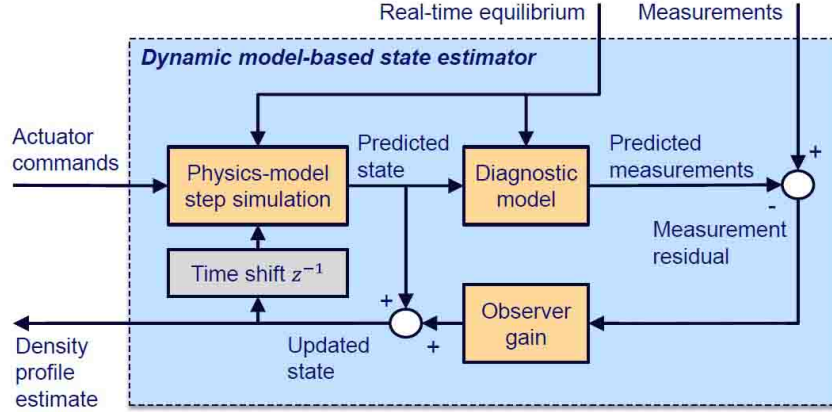 Real-time equilibrium
Measurements
Dynamic model-based state estimator
Actuator
commands
Physics-model
step simulation
Predicted
state
Diagnostic
model
Predicted
measurements
+
-
Measurement
residual
Time shift z⁻¹
+
+
Observer
gain
Updated
state
Density
profile
estimate